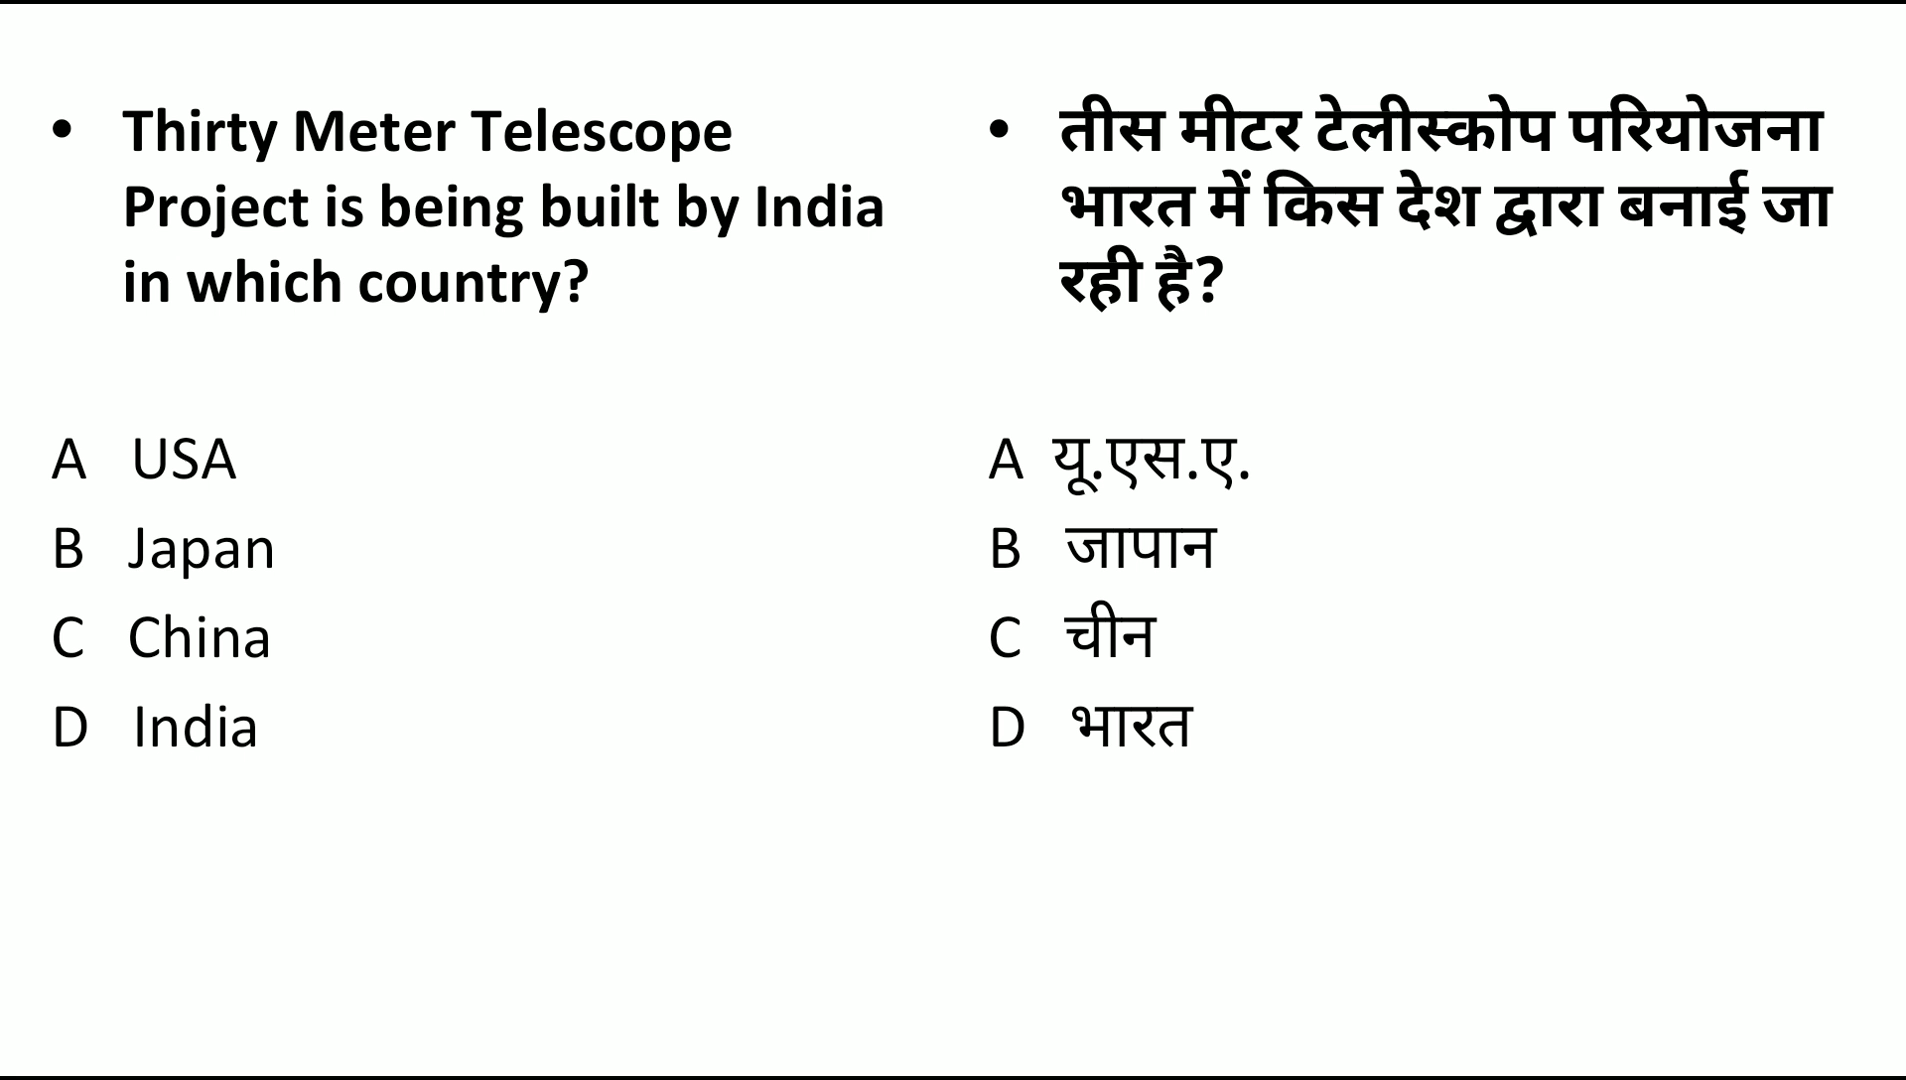 • Thirty Meter Telescope
Project is being built by India
in which country?
A USA
B Japan
C China
D India
• तीस मीटर टेलीस्कोप परियोजना
भारत में किस देश द्वारा बनाई जा
रही है?
A यू.एस.ए.
B जापान
C चीन
D भारत